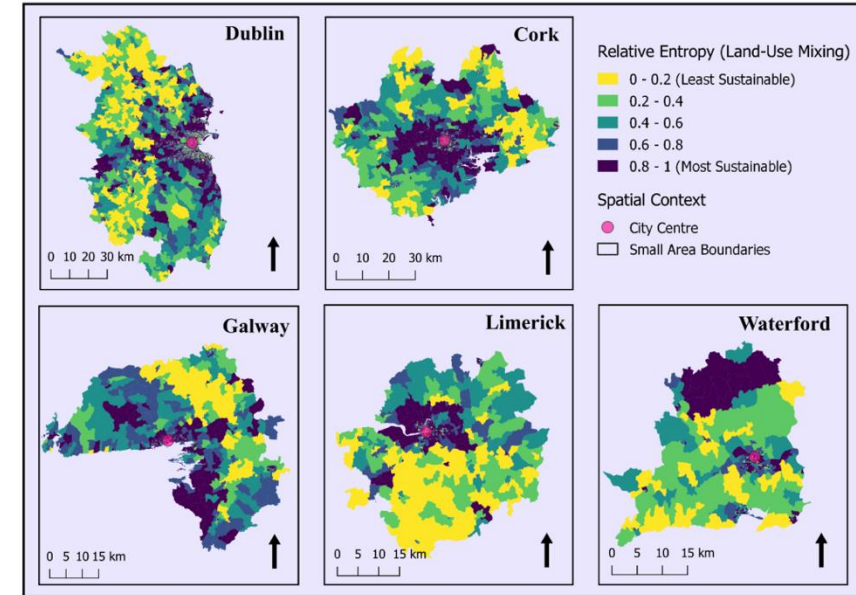 Dublin
0 10 20 30 km
Cork
0 10 20 30 km
Relative Entropy (Land-Use Mixing)
0 - 0.2 (Least Sustainable)
0.2 - 0.4
0.4 - 0.6
0.6 - 0.8
0.8 - 1 (Most Sustainable)
Spatial Context
City Centre
Small Area Boundaries
Galway
0 5 10 15 km
Limerick
0 5 10 15 km
Waterford
0 5 10 15 km